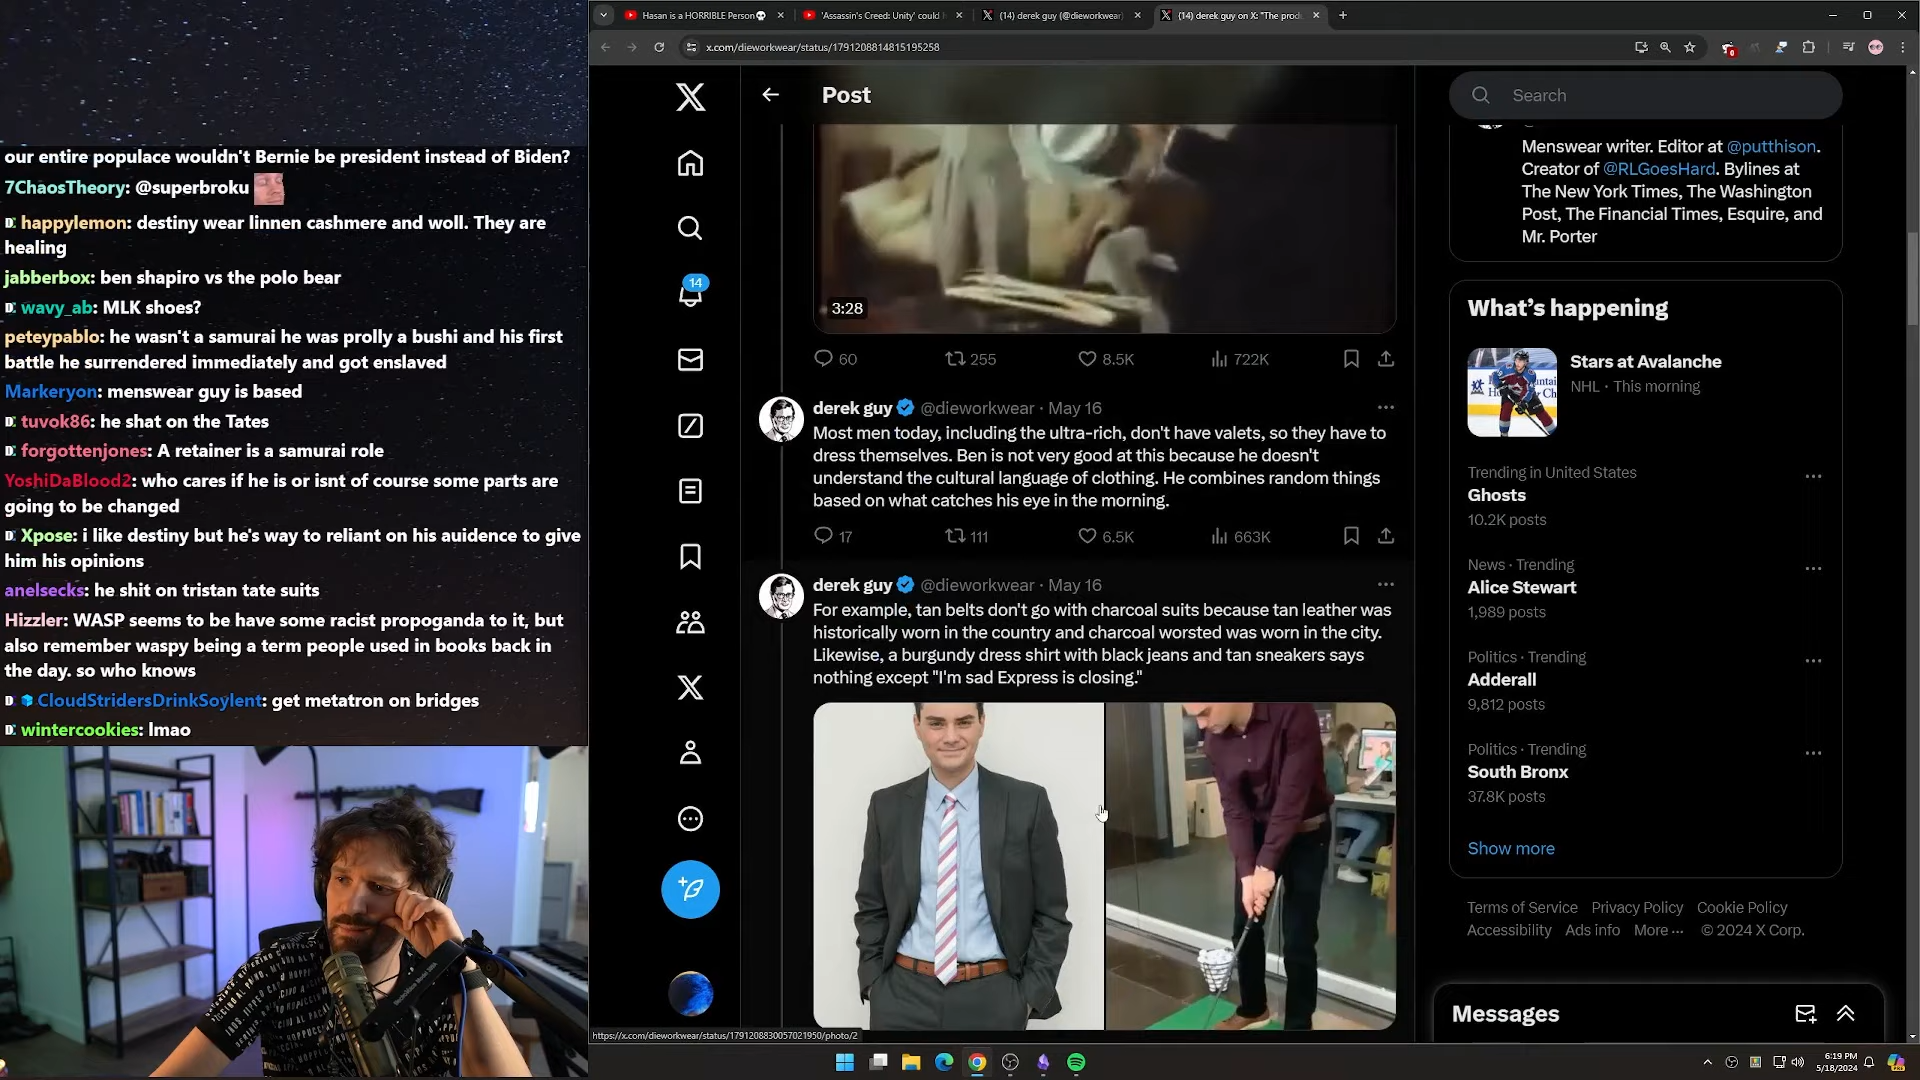 our entire populace wouldn't Bernie be president instead of Biden?
7ChaosTheory: @superbroku
happylemon: destiny wear linnen cashmere and woll. They are
healing
jabberbox: ben shapiro vs the polo bear
wavy_ab: MLK shoes?
peteypablo: he wasn't a samurai he was prolly a bushi and his first
battle he surrendered immediately and got enslaved
Markeryon: menswear guy is based
tuvok86: he shat on the Tates
forgottenjones: A retainer is a samurai role
YoshiDaBlood2: who cares if he is or isnt of course some parts are
going to be changed
Xpose: i like destiny but he's way to reliant on his auidence to give
him his opinions
anelsecks: he shit on tristan tate suits
Hizzler: WASP seems to be have some racist propoganda to it, but
also remember waspy being a term people used in books back in
the day. so who knows
CloudStridersDrinkSoylent: get metatron on bridges
wintercookies: lmao
Hasan is a HORRIBLE Person
'Assassin's Creed: Unity' could
(14) derek guy (@dieworkwear)
(14) derek guy on X: "The prod
x.com/dieworkwear/status/1791208814815195258
Post
3:28
60 255 8.5K 722K
derek guy @dieworkwear · May 16
Most men today, including the ultra-rich, don't have valets, so they have to
dress themselves. Ben is not very good at this because he doesn't
understand the cultural language of clothing. He combines random things
based on what catches his eye in the morning.
17 111 6.5K 663K
derek guy @dieworkwear · May 16
For example, tan belts don't go with charcoal suits because tan leather was
historically worn in the country and charcoal worsted was worn in the city.
Likewise, a burgundy dress shirt with black jeans and tan sneakers says
nothing except "I'm sad Express is closing."
14
Search
Menswear writer. Editor at @putthison.
Creator of @RLGoesHard. Bylines at
The New York Times, The Washington
Post, The Financial Times, Esquire, and
Mr. Porter
What's happening
Stars at Avalanche
NHL · This morning
Trending in United States
Ghosts
10.2K posts
News · Trending
Alice Stewart
1,989 posts
Politics · Trending
Adderall
9,812 posts
Politics · Trending
South Bronx
37.8K posts
Show more
Terms of Service Privacy Policy Cookie Policy
Accessibility Ads info More ··· © 2024 X Corp.
Messages
https://x.com/dieworkwear/status/1791208830057021950/photo/2
6:19 PM
5/18/2024